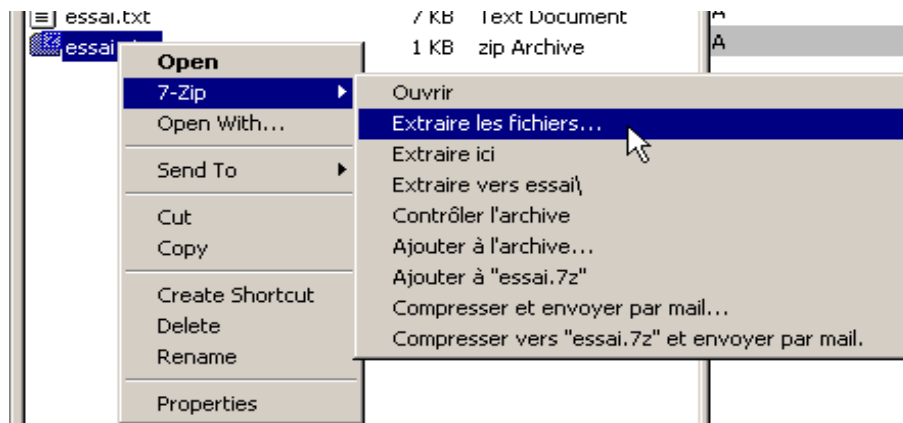 essai.txt 7 KB Text Document A
essai 1 KB zip Archive A
Open
7-Zip
Open With...
Send To
Cut
Copy
Create Shortcut
Delete
Rename
Properties
Ouvrir
Extraire les fichiers...
Extraire ici
Extraire vers essai\
Contrôler l'archive
Ajouter à l'archive...
Ajouter à "essai.7z"
Compresser et envoyer par mail...
Compresser vers "essai.7z" et envoyer par mail.